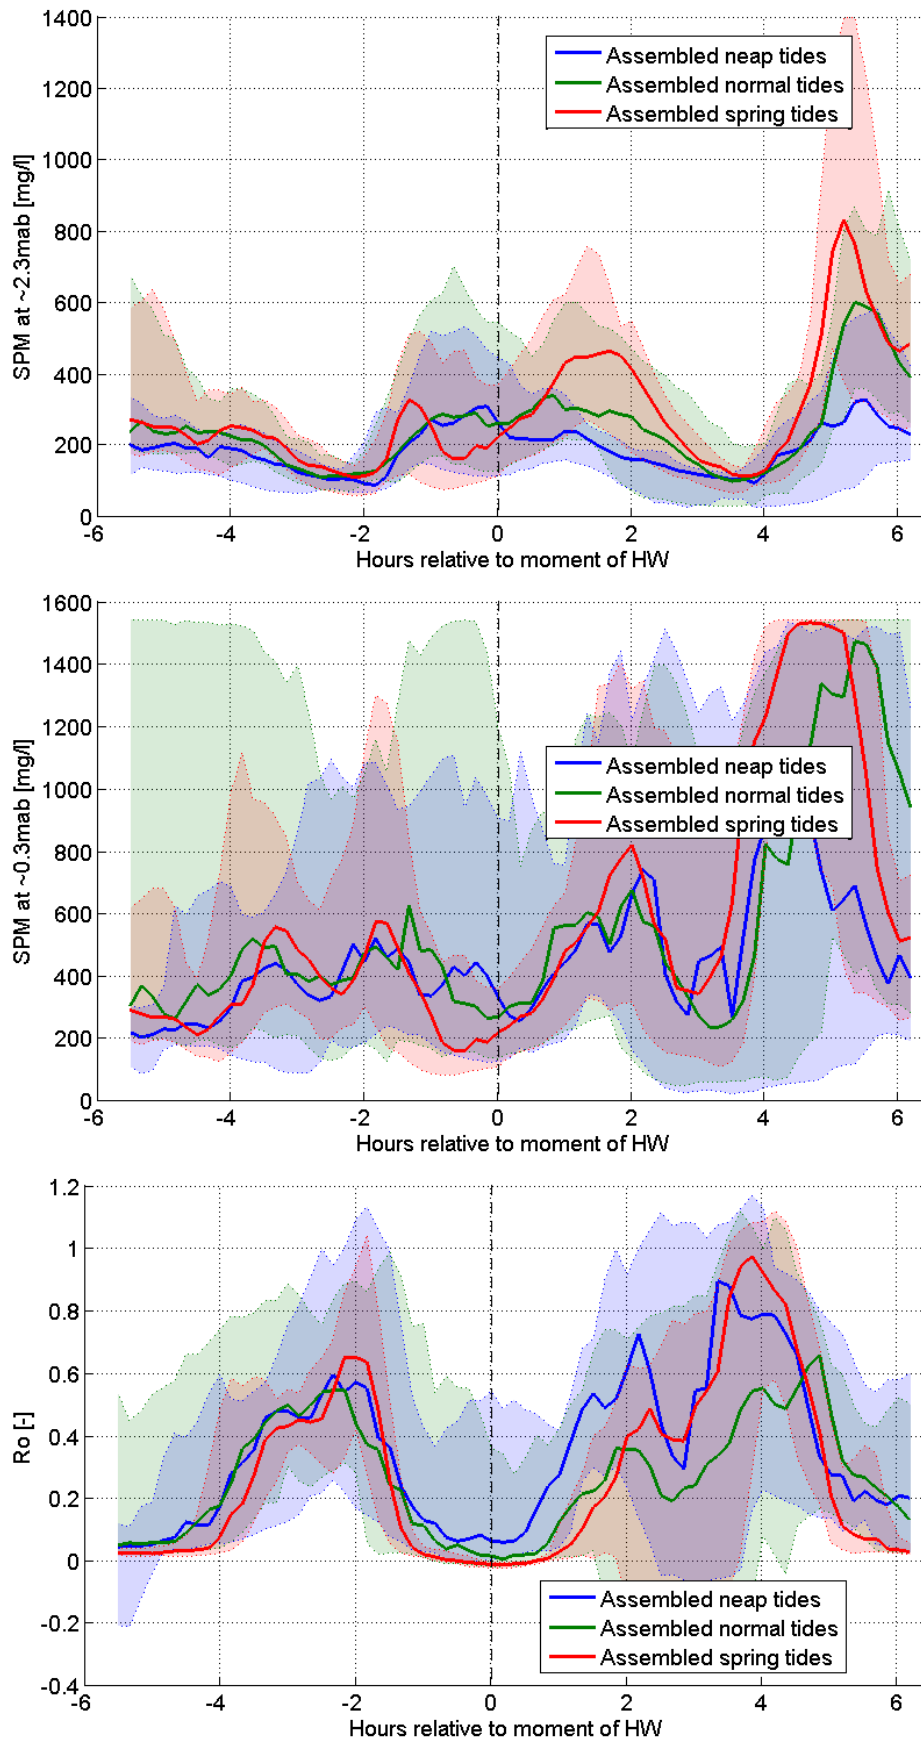 1400
1200
1000
800
600
400
200
0
SPM at ~2.3mab [mg/l]
Assembled neap tides
Assembled normal tides
Assembled spring tides
-6 -4 -2 0 2 4 6
Hours relative to moment of HW
1600
1400
1200
1000
800
600
400
200
0
SPM at ~0.3mab [mg/l]
Assembled neap tides
Assembled normal tides
Assembled spring tides
-6 -4 -2 0 2 4 6
Hours relative to moment of HW
1.2
1
0.8
0.6
0.4
0.2
0
-0.2
-0.4
Ro [-]
Assembled neap tides
Assembled normal tides
Assembled spring tides
-6 -4 -2 0 2 4 6
Hours relative to moment of HW